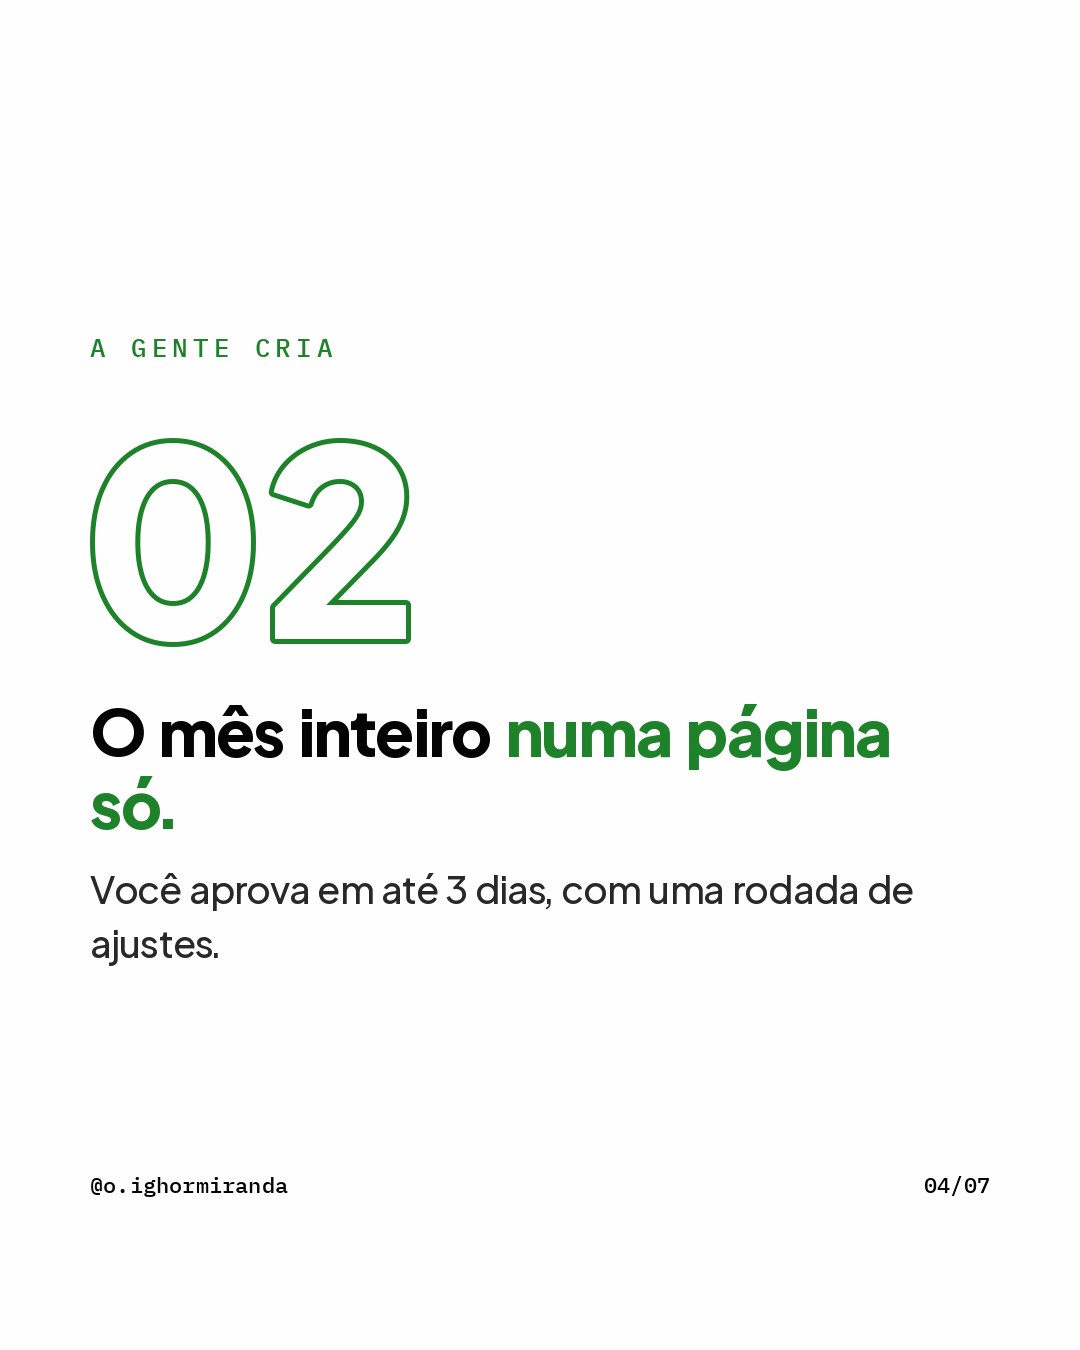 A GENTE CRIA
02
O mês inteiro numa página
só.
Você aprova em até 3 dias, com uma rodada de
ajustes.
@o.ighormiranda
04/07